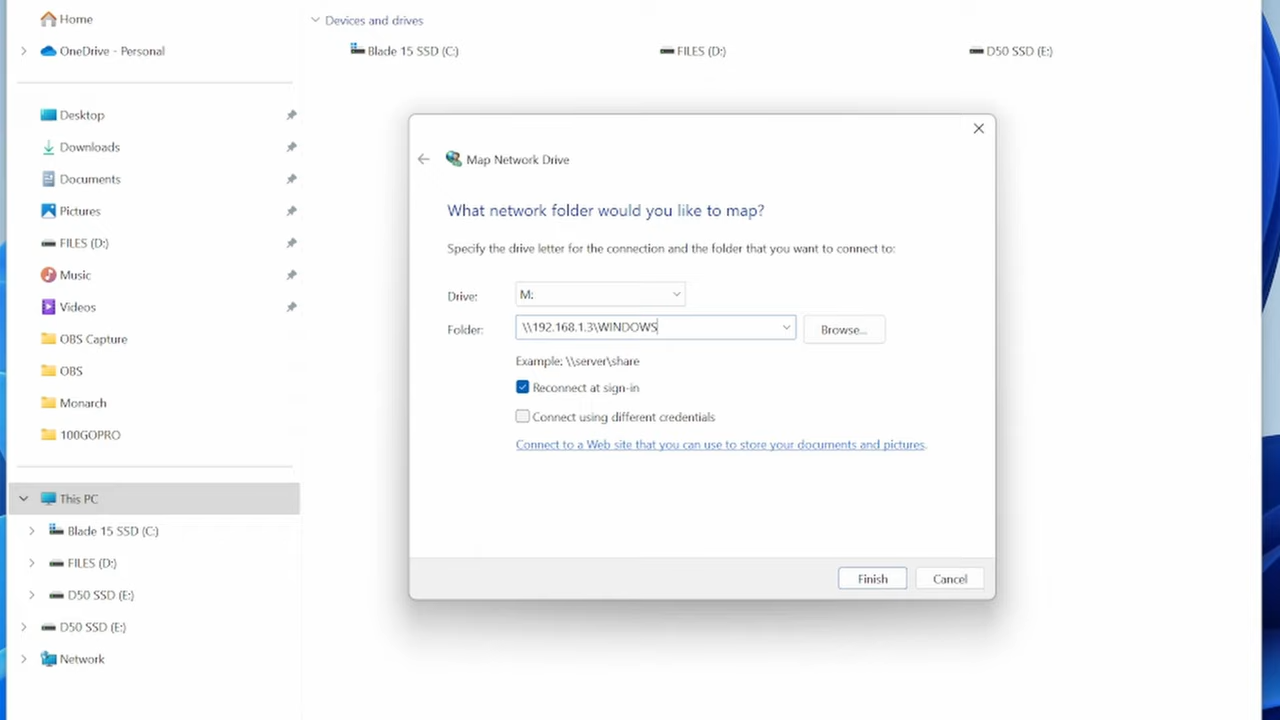 Home
OneDrive - Personal
Desktop
Downloads
Documents
Pictures
FILES (D:)
Music
Videos
OBS Capture
OBS
Monarch
100GOPRO
This PC
Blade 15 SSD (C:)
FILES (D:)
D50 SSD (E:)
D50 SSD (E:)
Network
Devices and drives
Blade 15 SSD (C:) FILES (D:) D50 SSD (E:)
Map Network Drive
What network folder would you like to map?
Specify the drive letter for the connection and the folder that you want to connect to:
Drive: M:
Folder: \\192.168.1.3\WINDOWS Browse...
Example: \\server\share
Reconnect at sign-in
Connect using different credentials
Connect to a Web site that you can use to store your documents and pictures.
Finish Cancel